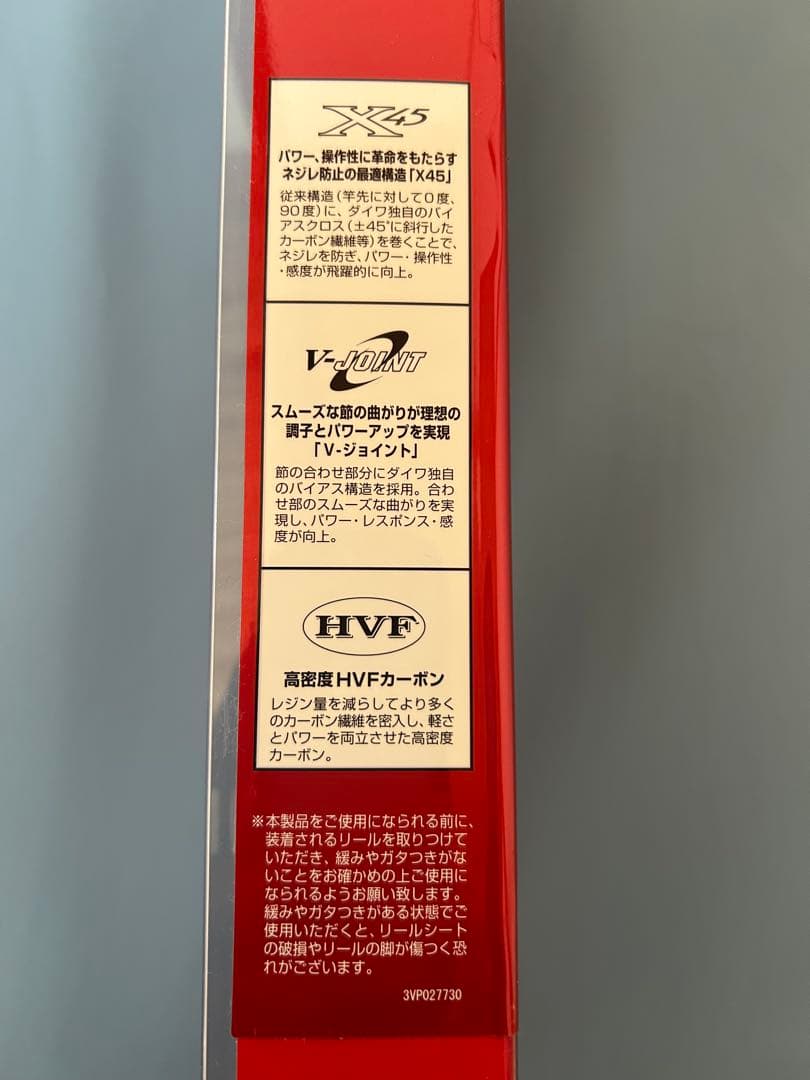 X45
パワー、操作性に革命をもたらす
ネジレ防止の最適構造「X45」
従来構造（竿先に対して0度、
90度）に、ダイワ独自のバイ
アスクロス（±45°に斜行した
カーボン繊維等）を巻くことで、
ネジレを防ぎ、パワー・操作性
・感度が飛躍的に向上。
V-JOINT
スムーズな節の曲がりが理想の
調子とパワーアップを実現
「V-ジョイント」
節の合わせ部分にダイワ独自
のバイアス構造を採用。合わ
せ部のスムーズな曲がりを実
現し、パワー・レスポンス・感
度が向上。
HVF
高密度HVFカーボン
レジン量を減らしてより多く
のカーボン繊維を密入し、軽さ
とパワーを両立させた高密度
カーボン。
※本製品をご使用になられる前に、
装着されるリールを取りつけて
いただき、緩みやガタつきがな
いことをお確かめの上ご使用に
なられるようお願い致します。
緩みやガタつきがある状態でご
使用いただくと、リールシート
の破損やリールの脚が傷つく恐
れがございます。
3VP027730